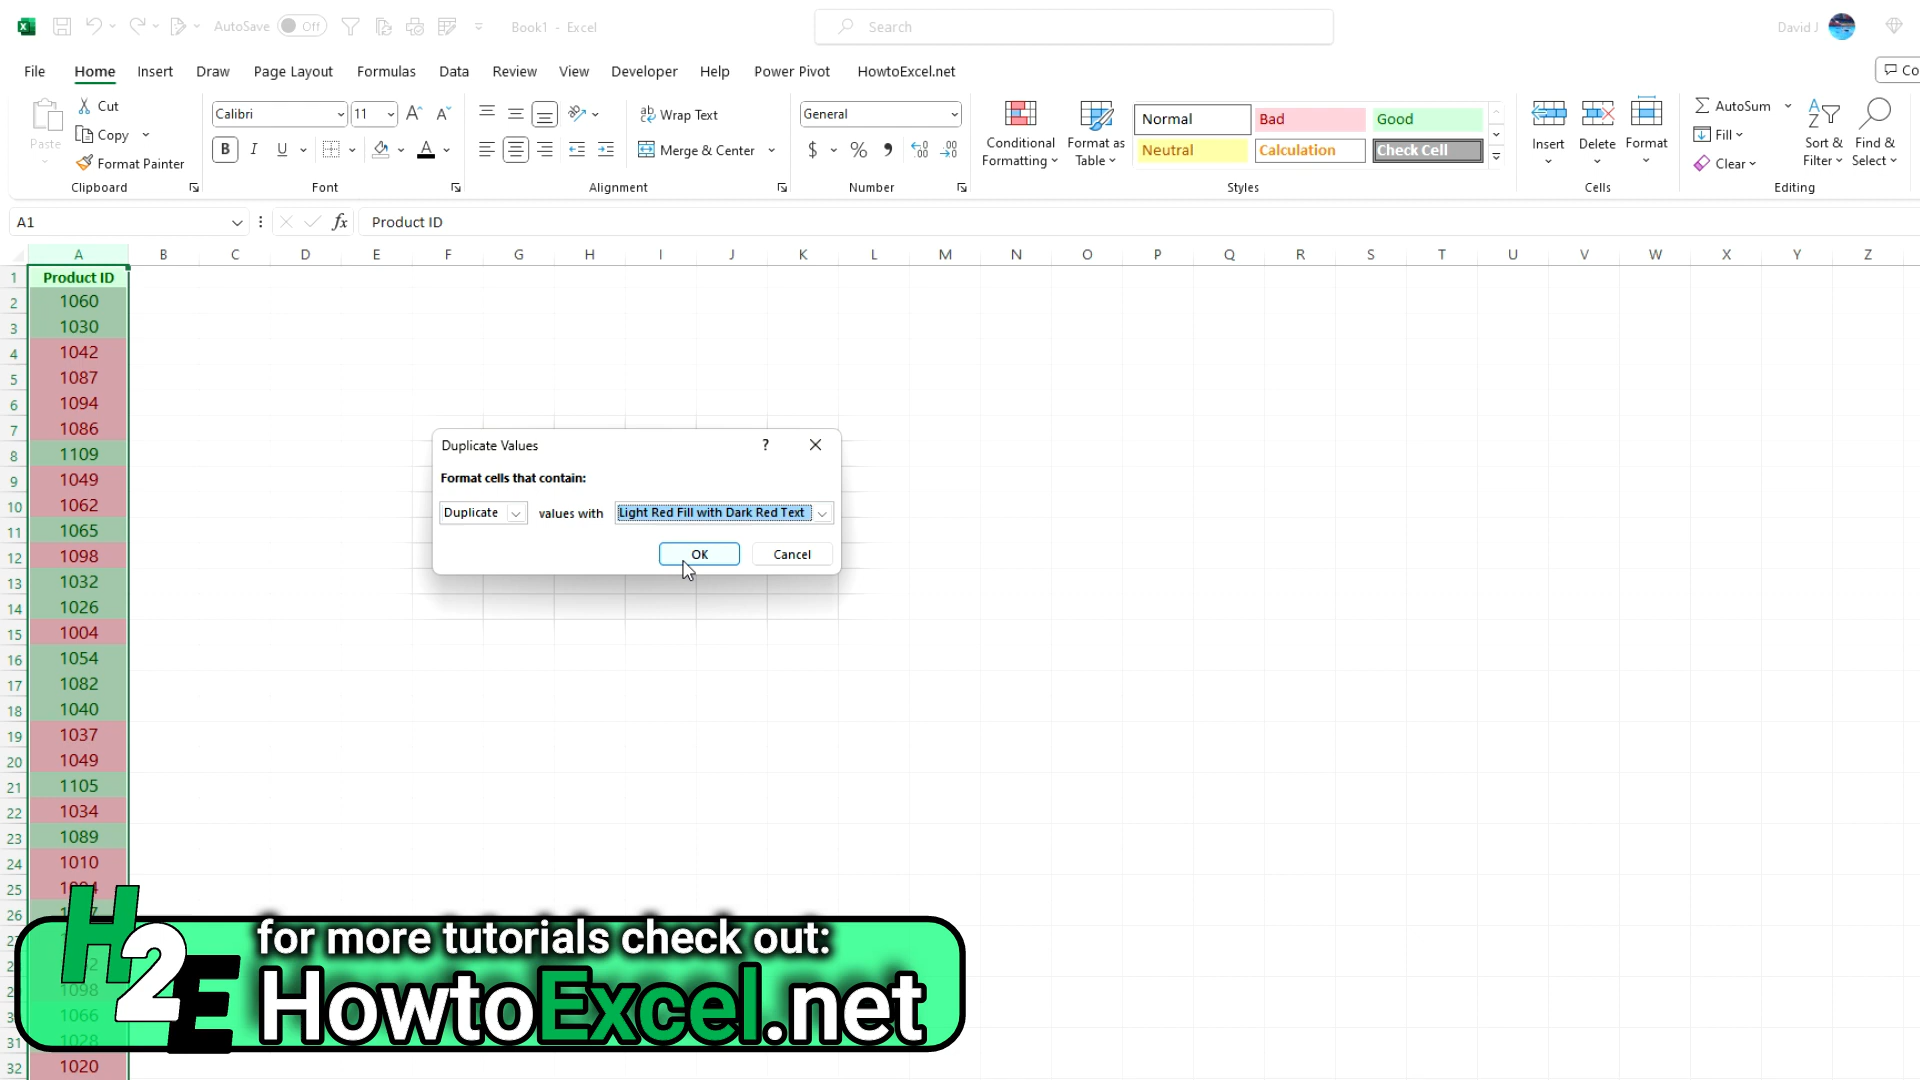 AutoSave Off Book1 - Excel Search David J
File Home Insert Draw Page Layout Formulas Data Review View Developer Help Power Pivot HowtoExcel.net Co
Paste
Cut
Copy
Format Painter
Clipboard
Calibri 11
B I U A
Font
Wrap Text
Merge & Center
Alignment
General
$ %
Number
Conditional Formatting
Format as Table
Normal Bad Good
Neutral Calculation Check Cell
Styles
Insert Delete Format
Cells
AutoSum
Fill
Clear
Sort & Filter
Find & Select
Editing
A1 fx Product ID
A B C D E F G H I J K L M N O P Q R S T U V W X Y Z
1 Product ID
2 1060
3 1030
4 1042
5 1087
6 1094
7 1086
8 1109
9 1049
10 1062
11 1065
12 1098
13 1032
14 1026
15 1004
16 1054
17 1082
18 1040
19 1037
20 1049
21 1105
22 1034
23 1089
24 1010
25
26
1098
1066
31 1028
32 1020
Duplicate Values ?
Format cells that contain:
Duplicate values with Light Red Fill with Dark Red Text
OK Cancel
H2E
for more tutorials check out:
HowtoExcel.net